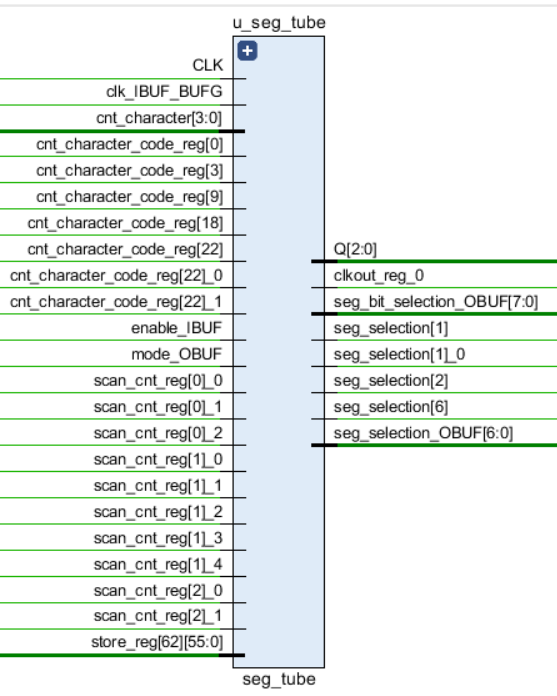 u_seg_tube
CLK
clk_IBUF_BUFG
cnt_character[3:0]
cnt_character_code_reg[0]
cnt_character_code_reg[3]
cnt_character_code_reg[9]
cnt_character_code_reg[18]
cnt_character_code_reg[22]
cnt_character_code_reg[22]_0
cnt_character_code_reg[22]_1
enable_IBUF
mode_OBUF
scan_cnt_reg[0]_0
scan_cnt_reg[0]_1
scan_cnt_reg[0]_2
scan_cnt_reg[1]_0
scan_cnt_reg[1]_1
scan_cnt_reg[1]_2
scan_cnt_reg[1]_3
scan_cnt_reg[1]_4
scan_cnt_reg[2]_0
scan_cnt_reg[2]_1
store_reg[62][55:0]
Q[2:0]
clkout_reg_0
seg_bit_selection_OBUF[7:0]
seg_selection[1]
seg_selection[1]_0
seg_selection[2]
seg_selection[6]
seg_selection_OBUF[6:0]
seg_tube